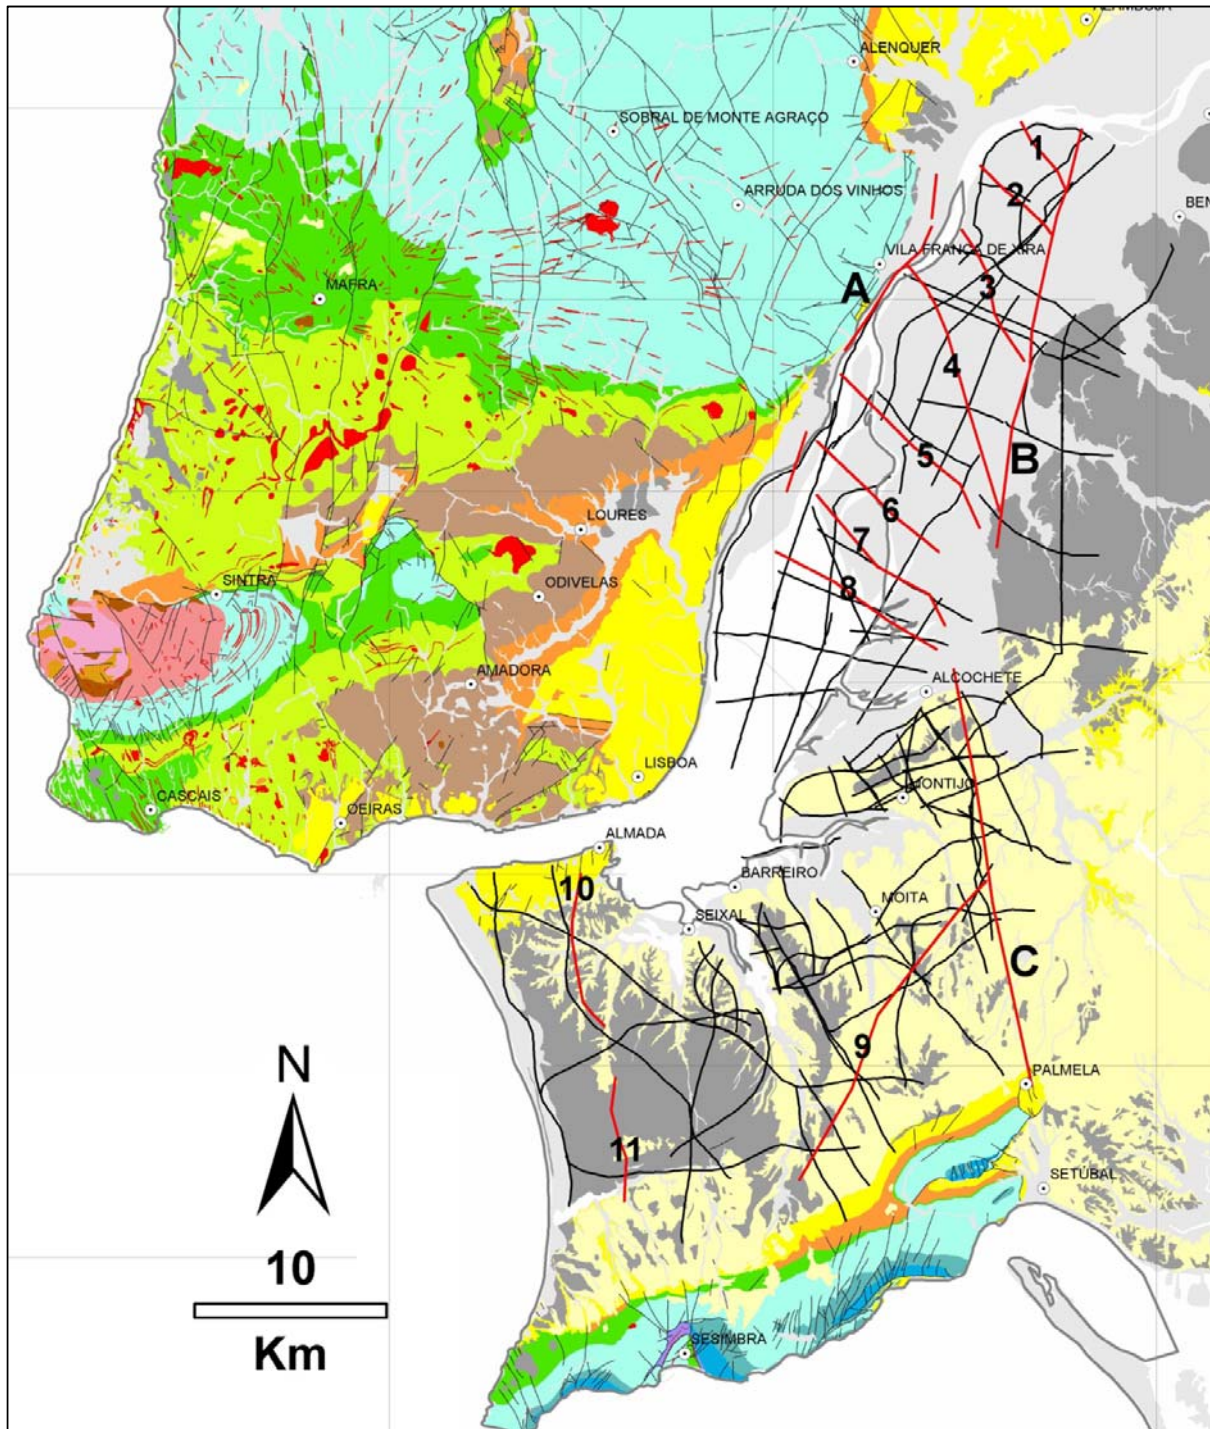 ALENQUER
SOBRAL DE MONTE AGRAÇO
1
2
ARRUDA DOS VINHOS
BEN
VILA FRANCA DE XIRA
A
3
MAFRA
4
5
B
6
LOURES
7
8
SINTRA
ODIVELAS
AMADORA
ALCOCHETE
LISBOA
MONTIJO
CASCAIS
OEIRAS
ALMADA
10
BARREIRO
MOITA
SEIXAL
C
9
N
PALMELA
11
SETÚBAL
10
Km
SESIMBRA